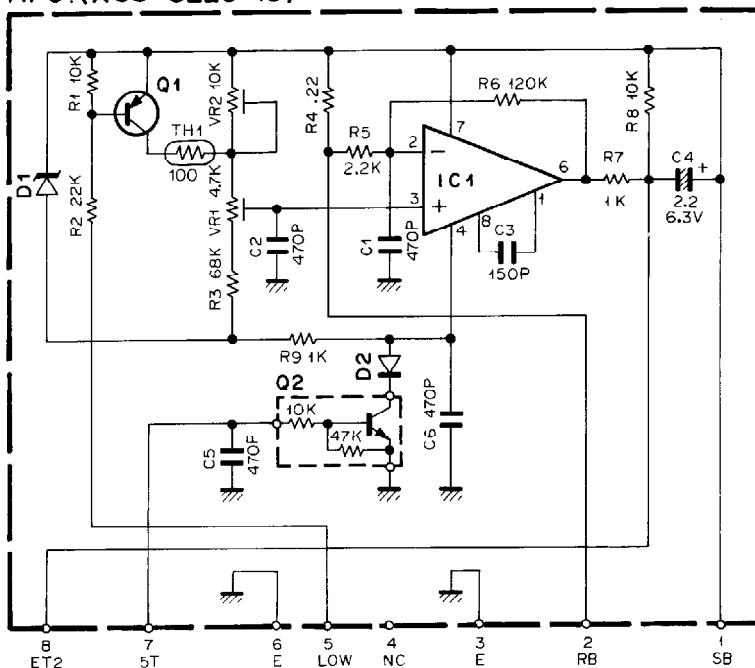 R1 10K
Q1
VR2 10K
TH1
100
R4 .22
R5
2.2K
R6 120K
R8 10K
7
2
3
6
4
8
1
−
+
IC1
R7
1K
C4
+
2.2
6.3V
D1
R2 22K
VR1 4.7K
R3 68K
C2
470P
C1
470P
C3
150P
R9 1K
D2
Q2
10K
47K
C5
470P
C6 470P
8
7
6
5
4
3
2
1
ET2
5T
E
LOW
NC
E
RB
SB